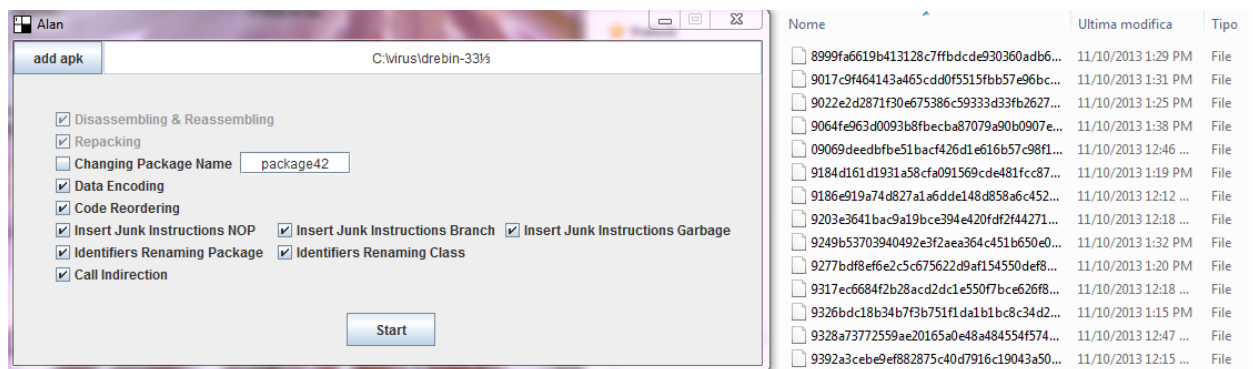 Alan
add apk
C:\virus\drebin-33½
Disassembling & Reassembling
Repacking
Changing Package Name package42
Data Encoding
Code Reordering
Insert Junk Instructions NOP Insert Junk Instructions Branch Insert Junk Instructions Garbage
Identifiers Renaming Package Identifiers Renaming Class
Call Indirection
Start
Nome Ultima modifica Tipo
8999fa6619b413128c7ffbdcde930360adb6... 11/10/2013 1:29 PM File
9017c9f464143a465cdd0f5515fbb57e96bc... 11/10/2013 1:31 PM File
9022e2d2871f30e675386c59333d33fb2627... 11/10/2013 1:25 PM File
9064fe963d0093b8fbecba87079a90b0907e... 11/10/2013 1:38 PM File
09069deedbfbe51bacf426d1e616b57c98f1... 11/10/2013 12:46 ... File
9184d161d1931a58cfa091569cde481fcc87... 11/10/2013 1:19 PM File
9186e919a74d827a1a6dde148d858a6c452... 11/10/2013 12:12 ... File
9203e3641bac9a19bce394e420fdf2f44271... 11/10/2013 12:18 ... File
9249b53703940492e3f2aea364c451b650e0... 11/10/2013 1:32 PM File
9277bdf8ef6e2c5c675622d9af154550def8... 11/10/2013 1:20 PM File
9317ec6684f2b28acd2dc1e550f7bce626f8... 11/10/2013 12:18 ... File
9326bdc18b34b7f3b751f1da1b1bc8c34d2... 11/10/2013 1:15 PM File
9328a73772559ae20165a0e48a484554f574... 11/10/2013 12:47 ... File
9392a3cebe9ef882875c40d7916c19043a50... 11/10/2013 12:15 ... File